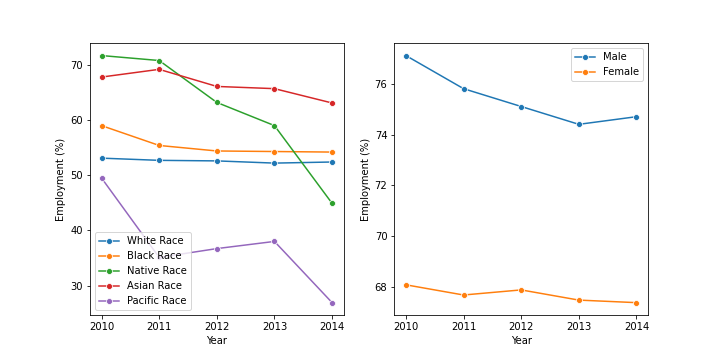 70
60
50
40
30
Employment (%)
White Race
Black Race
Native Race
Asian Race
Pacific Race
2010 2011 2012 2013 2014
Year
76
74
72
70
68
Employment (%)
Male
Female
2010 2011 2012 2013 2014
Year